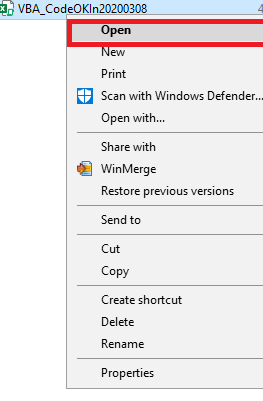 VBA_CodeOKIn20200308
Open
New
Print
Scan with Windows Defender...
Open with...
Share with
WinMerge
Restore previous versions
Send to
Cut
Copy
Create shortcut
Delete
Rename
Properties